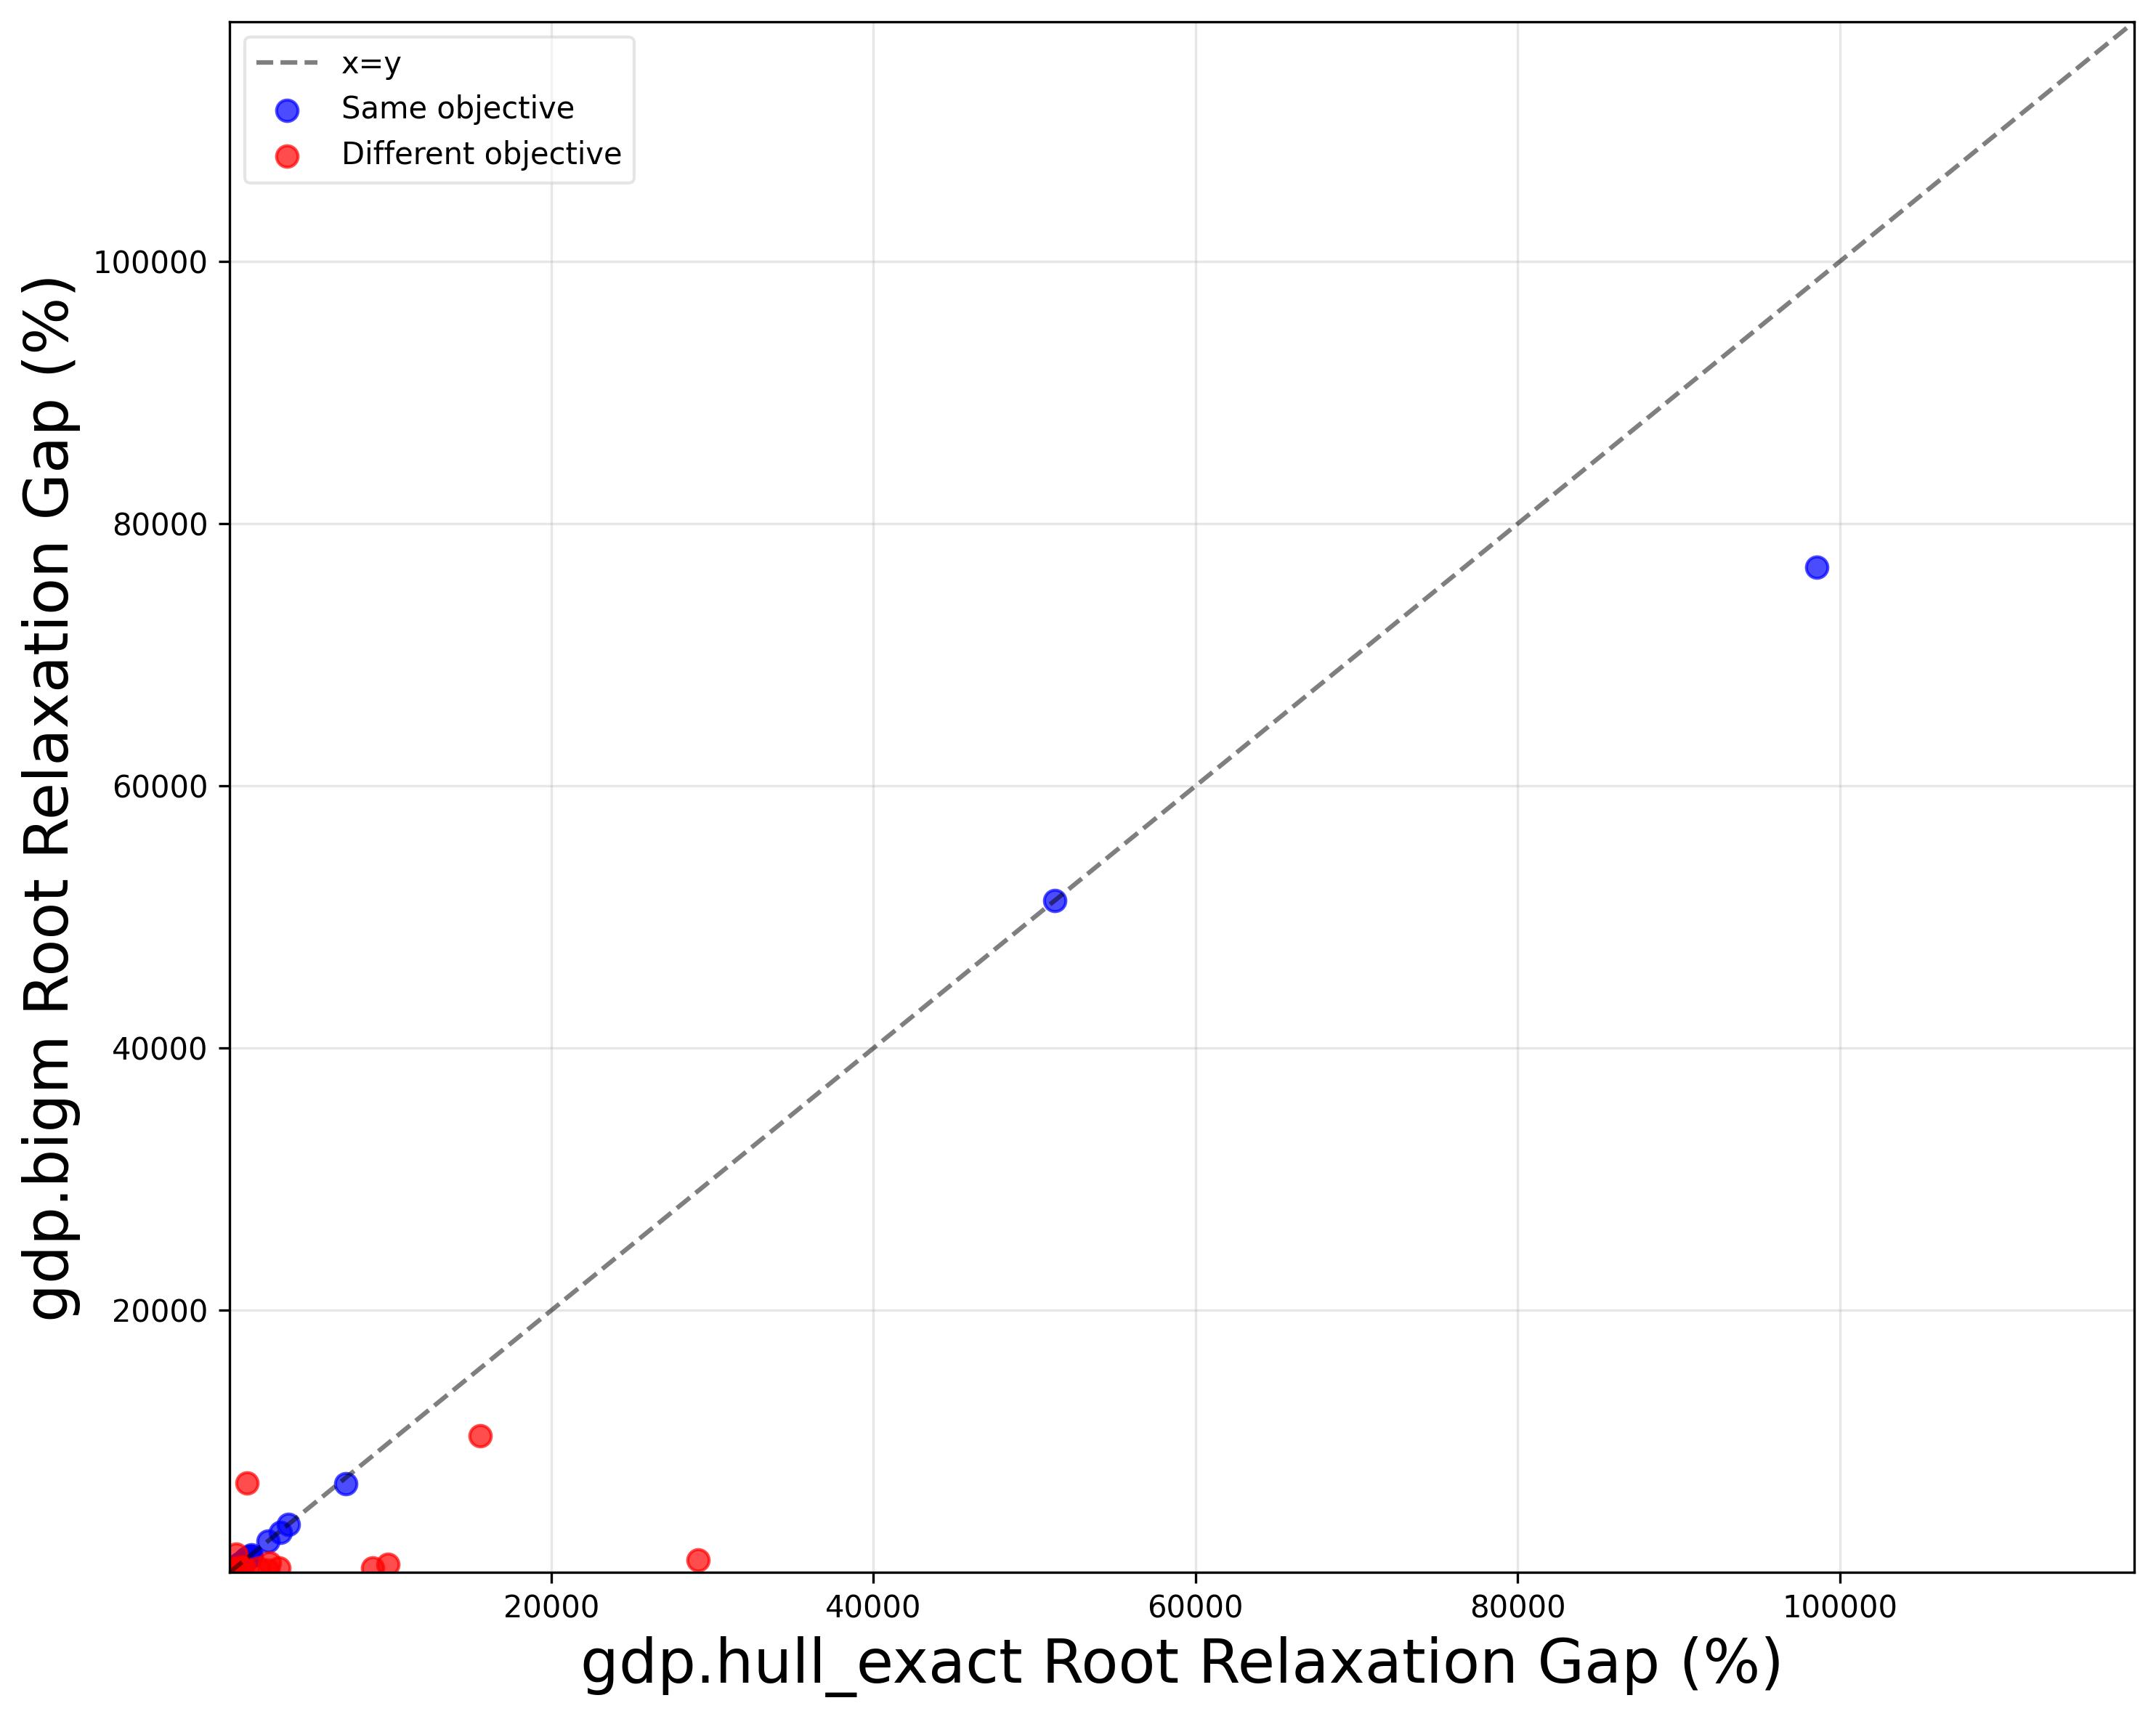 x=y
Same objective
Different objective
gdp.bigm Root Relaxation Gap (%)
100000
80000
60000
40000
20000
20000
40000
60000
80000
100000
gdp.hull_exact Root Relaxation Gap (%)